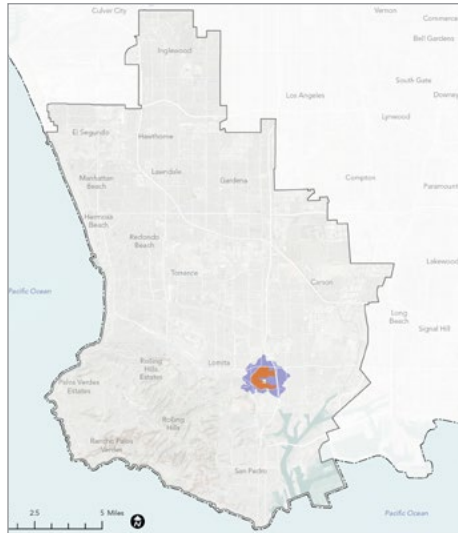 Culver City
Vernon
Commerce
Bell Gardens
Inglewood
South Gate
Downey
Los Angeles
Lynwood
El Segundo
Hawthorne
Manhattan
Beach
Lawndale
Gardena
Compton
Paramount
Hermosa
Beach
Redondo
Beach
Torrance
Carson
Lakewood
Pacific Ocean
Long
Beach
Signal Hill
Rolling
Hills
Estates
Lomita
Palos Verdes
Estates
Rolling
Hills
Rancho Palos
Verdes
San Pedro
2.5
5 Miles
N
Pacific Ocean